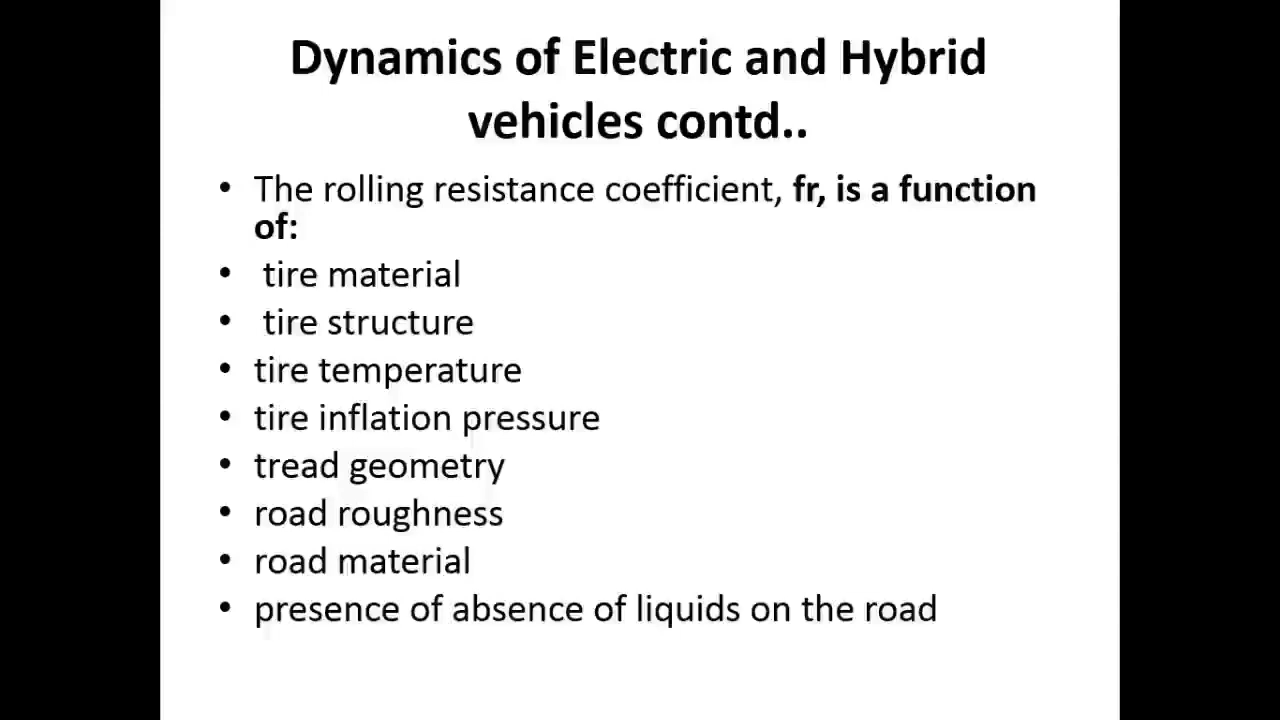 Dynamics of Electric and Hybrid
vehicles contd..
• The rolling resistance coefficient, fr, is a function
of:
• tire material
• tire structure
• tire temperature
• tire inflation pressure
• tread geometry
• road roughness
• road material
• presence of absence of liquids on the road